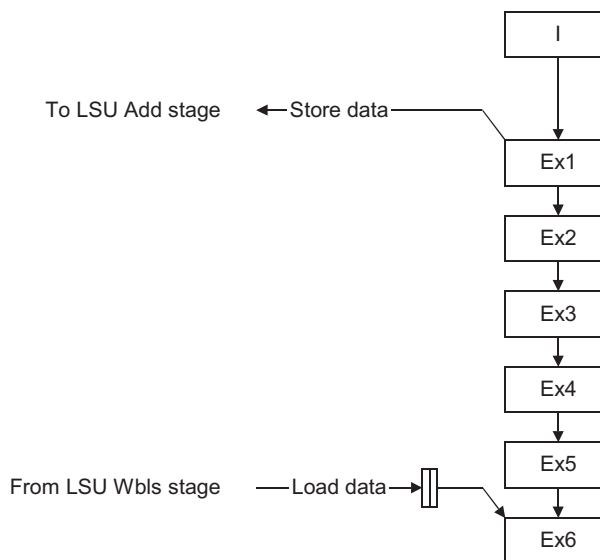 I
To LSU Add stage
Store data
Ex1
Ex2
Ex3
Ex4
Ex5
From LSU Wbls stage
Load data
Ex6